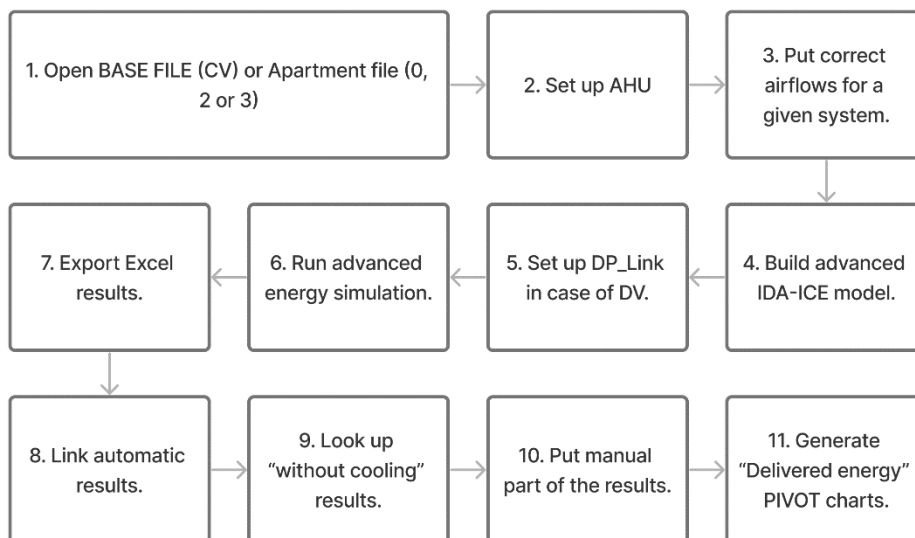 1. Open BASE FILE (CV) or Apartment file (0,
2 or 3)
2. Set up AHU
3. Put correct
airflows for a
given system.
7. Export Excel
results.
6. Run advanced
energy simulation.
5. Set up DP_Link
in case of DV.
4. Build advanced
IDA-ICE model.
8. Link automatic
results.
9. Look up
“without cooling”
results.
10. Put manual
part of the results.
11. Generate
“Delivered energy”
PIVOT charts.